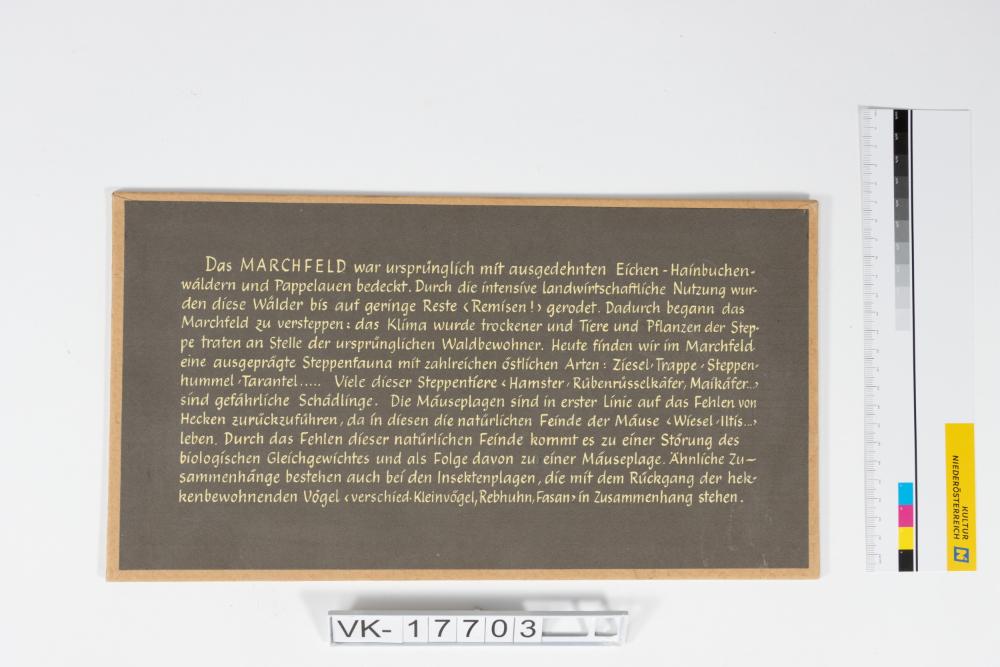 Das MARCHFELD war ursprünglich mit ausgedehnten Eichen-Hainbuchen-
wäldern und Pappelauen bedeckt. Durch die intensive landwirtschaftliche Nutzung wur-
den diese Wälder bis auf geringe Reste ‹Remisen!› gerodet. Dadurch begann das
Marchfeld zu versteppen: das Klima wurde trockener und Tiere und Pflanzen der Step-
pe traten an Stelle der ursprünglichen Waldbewohner. Heute finden wir im Marchfeld
eine ausgeprägte Steppenfauna mit zahlreichen östlichen Arten: Ziesel, Trappe, Steppen-
hummel, Tarantel..... Viele dieser Steppentiere ‹Hamster, Rübenrüsselkäfer, Maikäfer...›
sind gefährliche Schädlinge. Die Mäuseplagen sind in erster Linie auf das Fehlen von
Hecken zurückzuführen, da in diesen die natürlichen Feinde der Mäuse ‹Wiesel, Iltis...›
leben. Durch das Fehlen dieser natürlichen Feinde kommt es zu einer Störung des
biologischen Gleichgewichtes und als Folge davon zu einer Mäuseplage. Ähnliche Zu-
sammenhänge bestehen auch bei den Insektenplagen, die mit dem Rückgang der hek-
kenbewohnenden Vögel ‹verschied. Kleinvögel, Rebhuhn, Fasan› in Zusammenhang stehen.
VK-17703
KULTUR
NIEDERÖSTERREICH